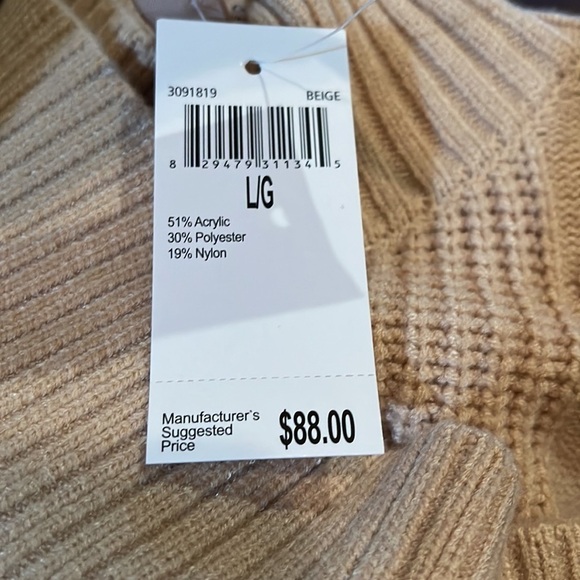 3091819 BEIGE
8 29479 31134 5
L/G
51% Acrylic
30% Polyester
19% Nylon
Manufacturer`s
Suggested
Price
$88.00